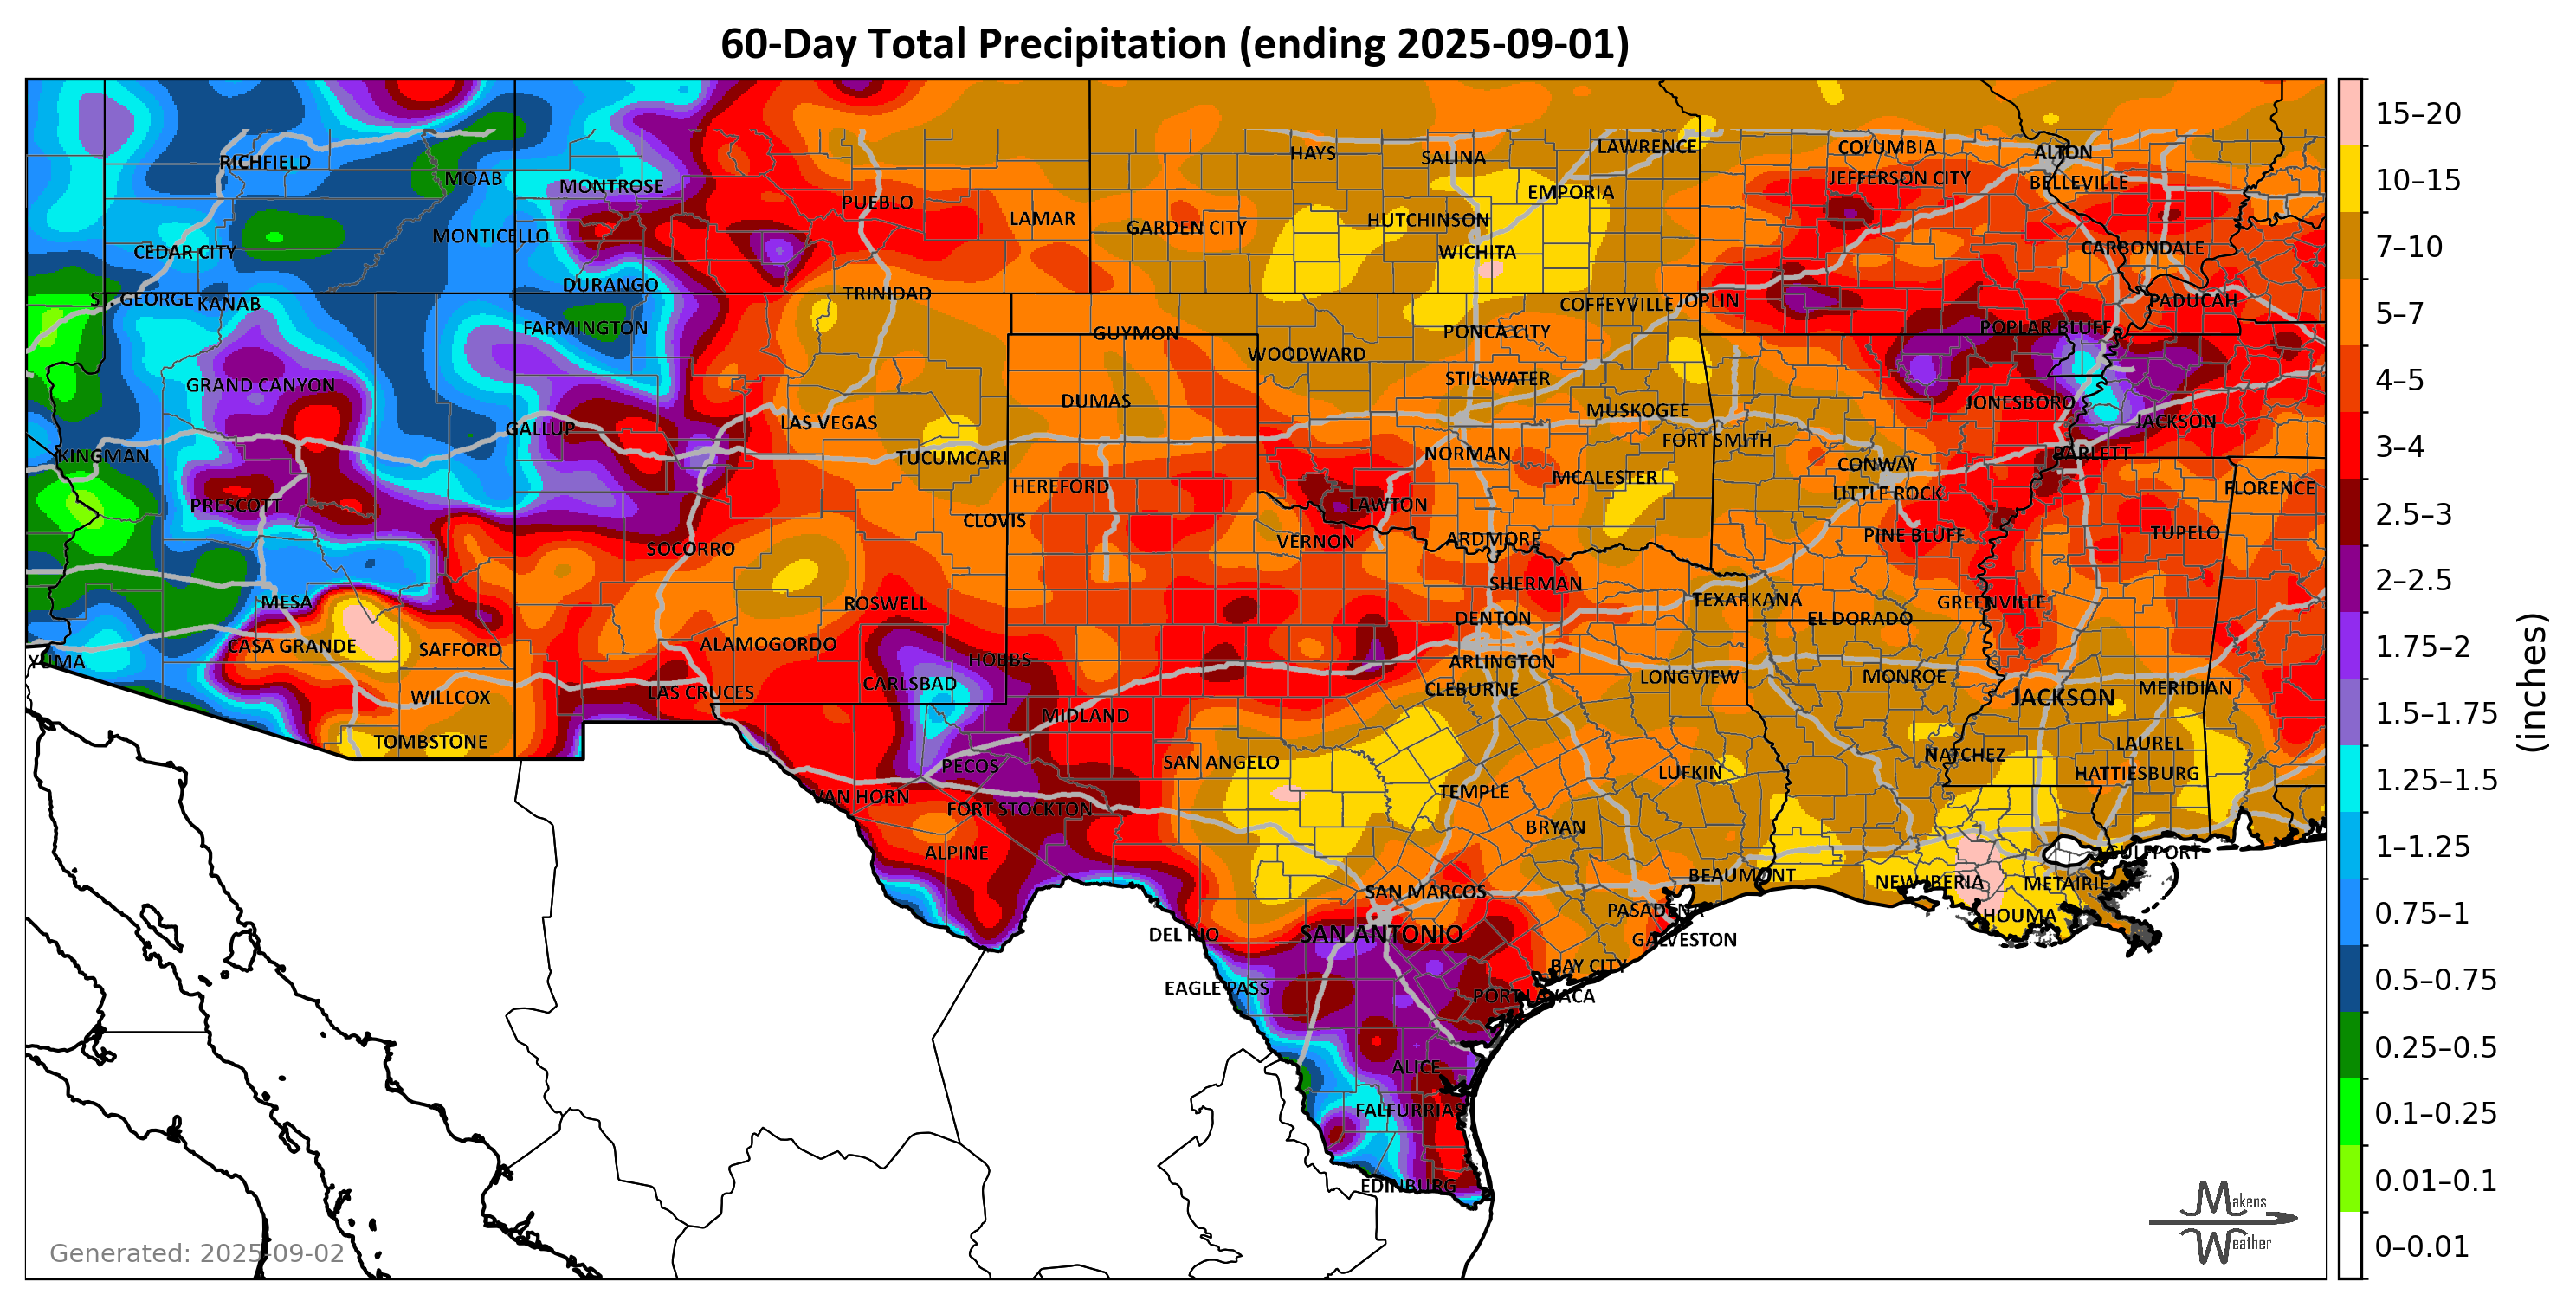 60-Day Total Precipitation (ending 2025-09-01)
HAYS
SALINA
LAWRENCE
COLUMBIA
ALTON
RICHFIELD
MOAB
MONTROSE
EMPORIA
JEFFERSON CITY
BELLEVILLE
PUEBLO
LAMAR
GARDEN CITY
HUTCHINSON
MONTICELLO
CEDAR CITY
WICHITA
CARBONDALE
DURANGO
TRINIDAD
ST. GEORGE
KANAB
COFFEYVILLE
JOPLIN
PADUCAH
FARMINGTON
GUYMON
PONCA CITY
POPLAR BLUFF
WOODWARD
STILLWATER
GRAND CANYON
DUMAS
MUSKOGEE
JONESBORO
JACKSON
GALLUP
LAS VEGAS
FORT SMITH
KINGMAN
TUCUMCARI
NORMAN
BARLETT
CONWAY
MCALESTER
HEREFORD
LITTLE ROCK
FLORENCE
PRESCOTT
LAWTON
CLOVIS
PINE BLUFF
TUPELO
SOCORRO
VERNON
ARDMORE
SHERMAN
MESA
ROSWELL
TEXARKANA
GREENVILLE
DENTON
EL DORADO
CASA GRANDE
SAFFORD
ALAMOGORDO
YUMA
HOBBS
ARLINGTON
CARLSBAD
CLEBURNE
LONGVIEW
MONROE
MERIDIAN
WILLCOX
LAS CRUCES
JACKSON
MIDLAND
TOMBSTONE
LAUREL
NATCHEZ
PECOS
SAN ANGELO
LUFKIN
HATTIESBURG
VAN HORN
FORT STOCKTON
TEMPLE
BRYAN
ALPINE
GULFPORT
BEAUMONT
NEW IBERIA
METAIRIE
SAN MARCOS
PASADENA
HOUMA
DEL RIO
SAN ANTONIO
GALVESTON
BAY CITY
EAGLE PASS
PORT LAVACA
ALICE
FALFURRIAS
EDINBURG
15–20
10–15
7–10
5–7
4–5
3–4
2.5–3
2–2.5
1.75–2
1.5–1.75
1.25–1.5
1–1.25
0.75–1
0.5–0.75
0.25–0.5
0.1–0.25
0.01–0.1
0–0.01
(inches)
Makens
Weather
Generated: 2025-09-02